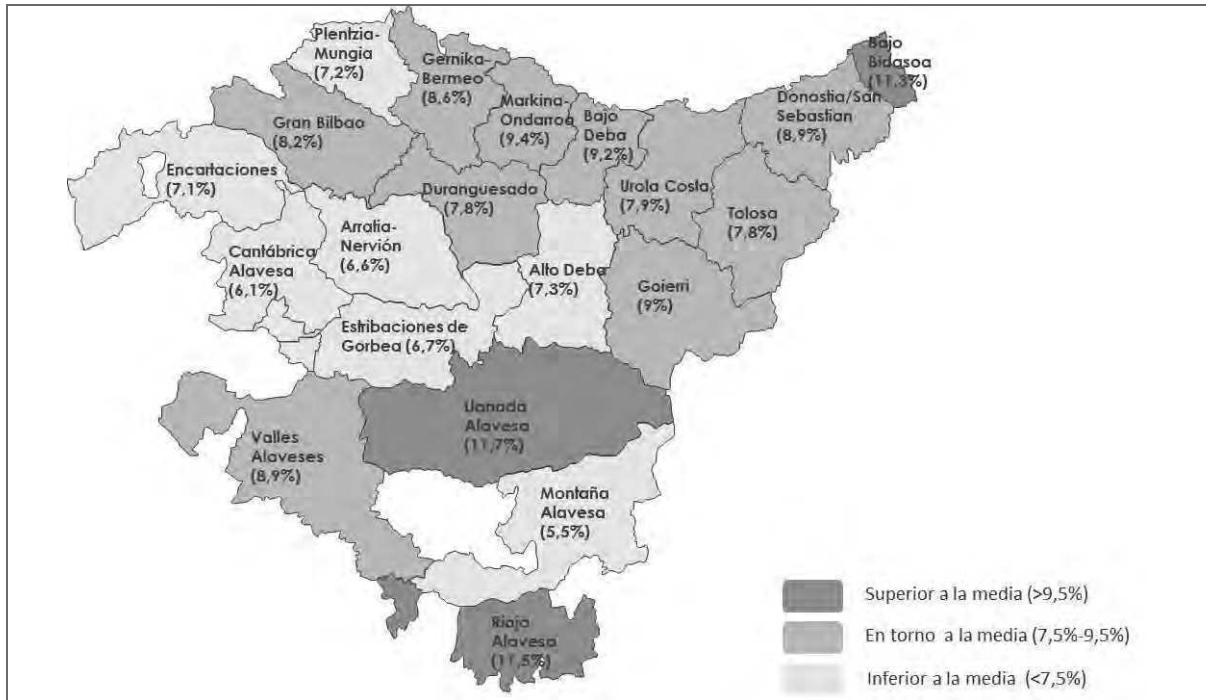 Plentzia-
Mungia
(7,2%)
Gernika-
Bermeo
(8,6%)
Markina-
Ondarroa
(9,4%)
Bajo
Deba
(9,2%)
Bajo
Bidasoa
(11,3%)
Donostia/San
Sebastian
(8,9%)
Gran Bilbao
(8,2%)
Encartaciones
(7,1%)
Duranguesado
(7,8%)
Urola Costa
(7,9%)
Tolosa
(7,8%)
Arratia-
Nervión
(6,6%)
Cantábrica
Alavesa
(6,1%)
Alto Deba
(7,3%)
Goierri
(9%)
Estribaciones de
Gorbea (6,7%)
Llanada
Alavesa
(11,7%)
Valles
Alaveses
(8,9%)
Montaña
Alavesa
(5,5%)
Rioja
Alavesa
(11,5%)
Superior a la media (>9,5%)
En torno a la media (7,5%-9,5%)
Inferior a la media (<7,5%)